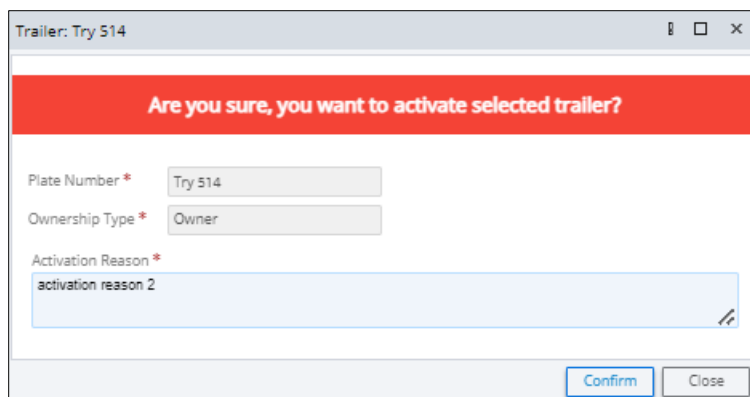 Trailer: Try 514
Are you sure, you want to activate selected trailer?
Plate Number *
Try 514
Ownership Type *
Owner
Activation Reason *
activation reason 2
Confirm
Close